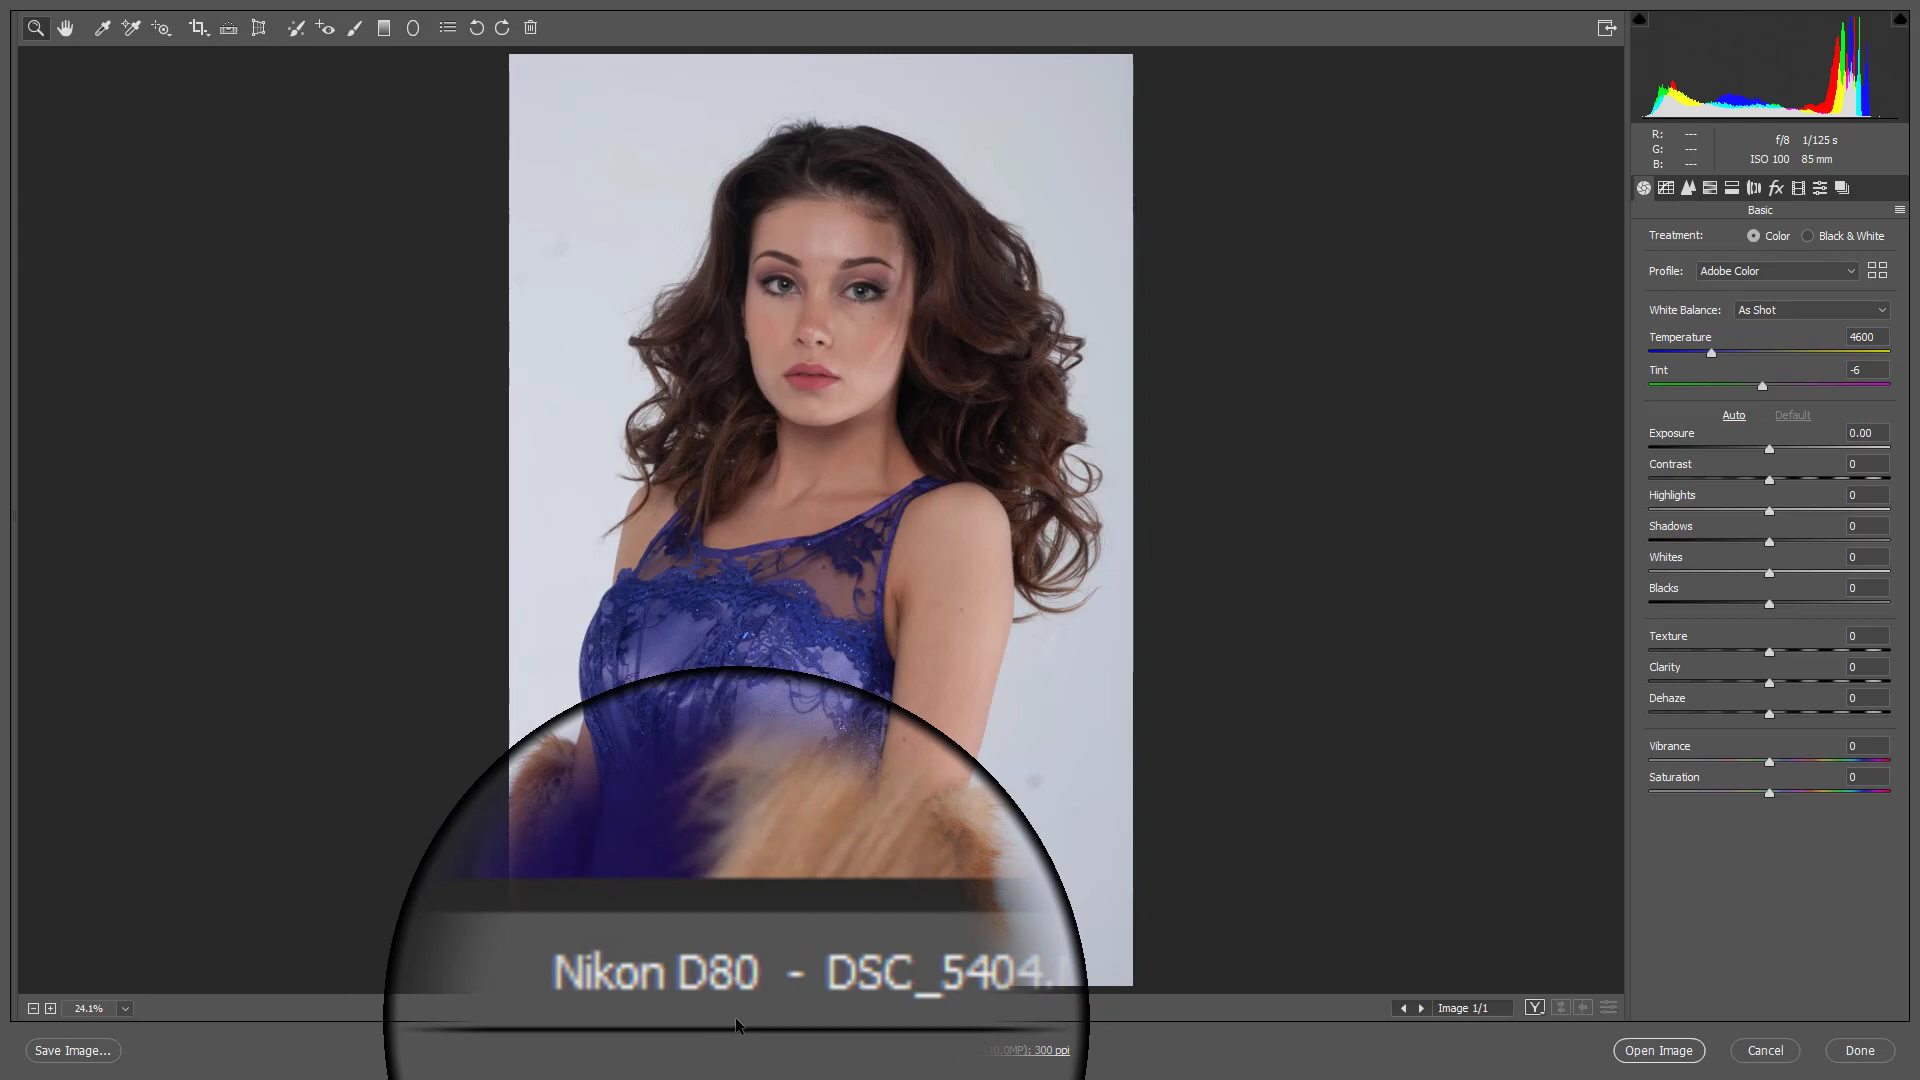 R: ---
G: ---
B: ---
f/8 1/125 s
ISO 100 85 mm
fx
Basic
Treatment: Color Black & White
Profile: Adobe Color
White Balance: As Shot
Temperature 4600
Tint -6
Auto Default
Exposure 0.00
Contrast 0
Highlights 0
Shadows 0
Whites 0
Blacks 0
Texture 0
Clarity 0
Dehaze 0
Vibrance 0
Saturation 0
Nikon D80 - DSC_5404.
24.1%
Image 1/1
Y
Save Image...
(10.0MP); 300 ppi
Open Image Cancel Done